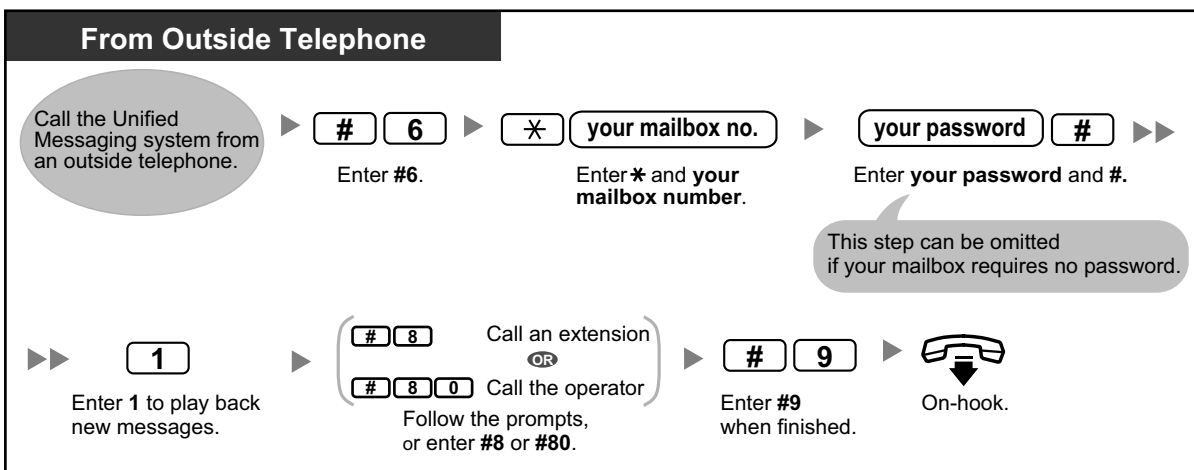 From Outside Telephone
Call the Unified
Messaging system from
an outside telephone.
# 6
Enter #6.
* your mailbox no.
Enter * and your
mailbox number.
your password #
Enter your password and #.
This step can be omitted
if your mailbox requires no password.
1
Enter 1 to play back
new messages.
# 8 Call an extension
OR
# 8 0 Call the operator
Follow the prompts,
or enter #8 or #80.
# 9
Enter #9
when finished.
On-hook.